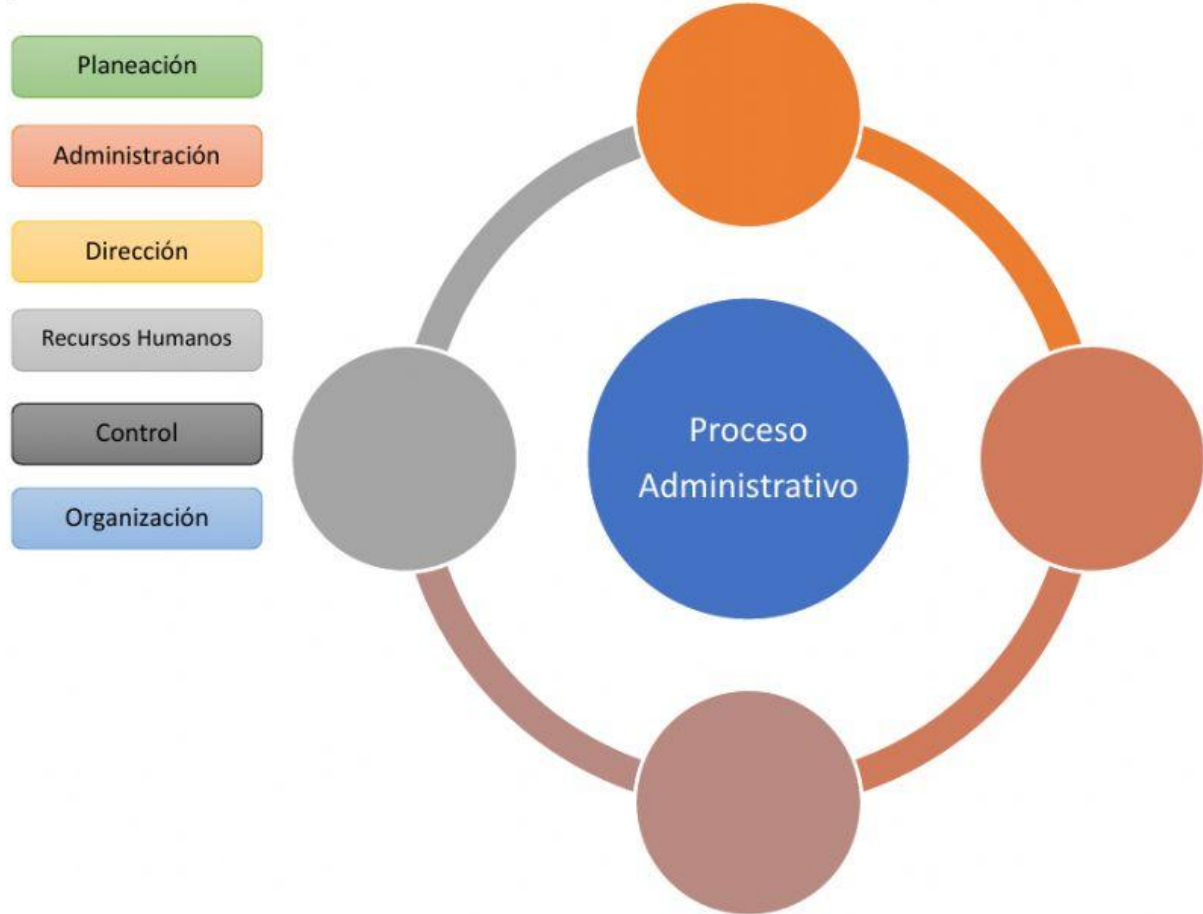 Planeación
Administración
Dirección
Recursos Humanos
Control
Organización
Proceso
Administrativo